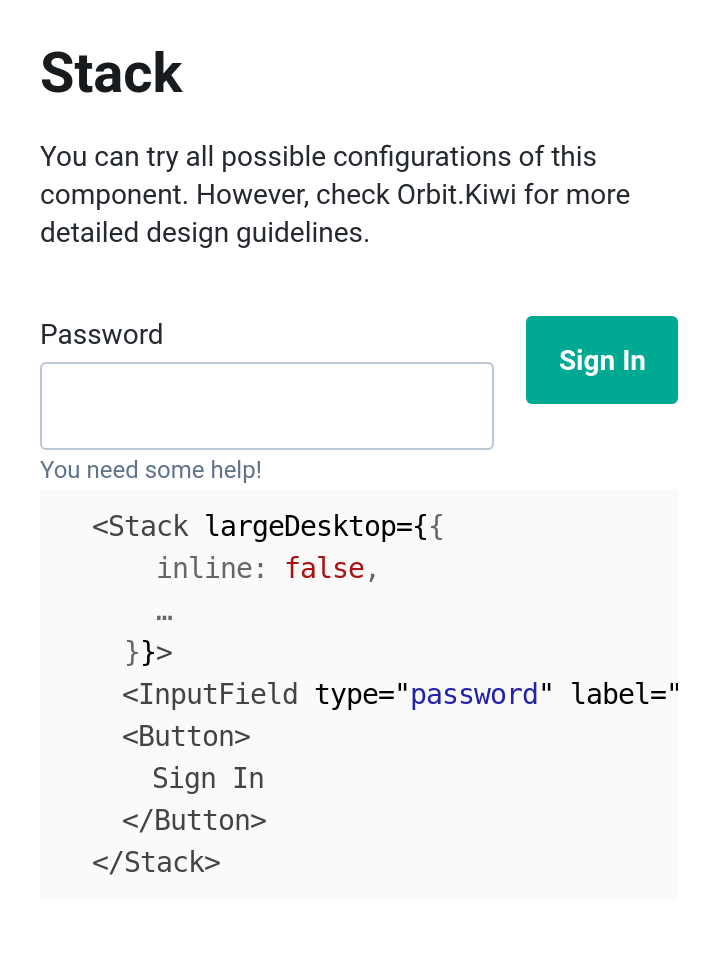 Stack
You can try all possible configurations of this
component. However, check Orbit.Kiwi for more
detailed design guidelines.
Password
Sign In
You need some help!
<Stack largeDesktop={{
inline: false,
…
}}>
<InputField type="password" label="
<Button>
Sign In
</Button>
</Stack>